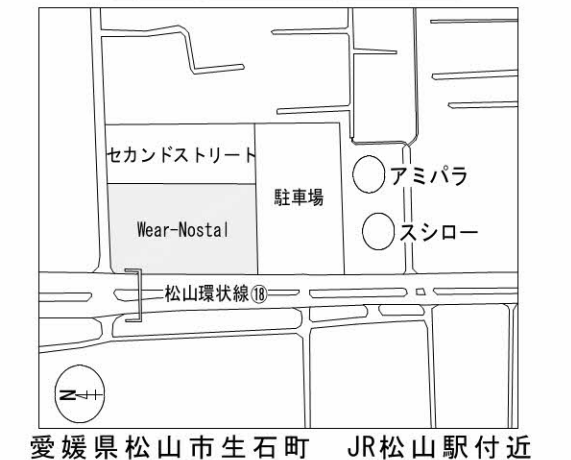 セカンドストリート
アミパラ
駐車場
Wear-Nostal
スシロー
松山環状線⑱
N
愛媛県松山市生石町 JR松山駅付近